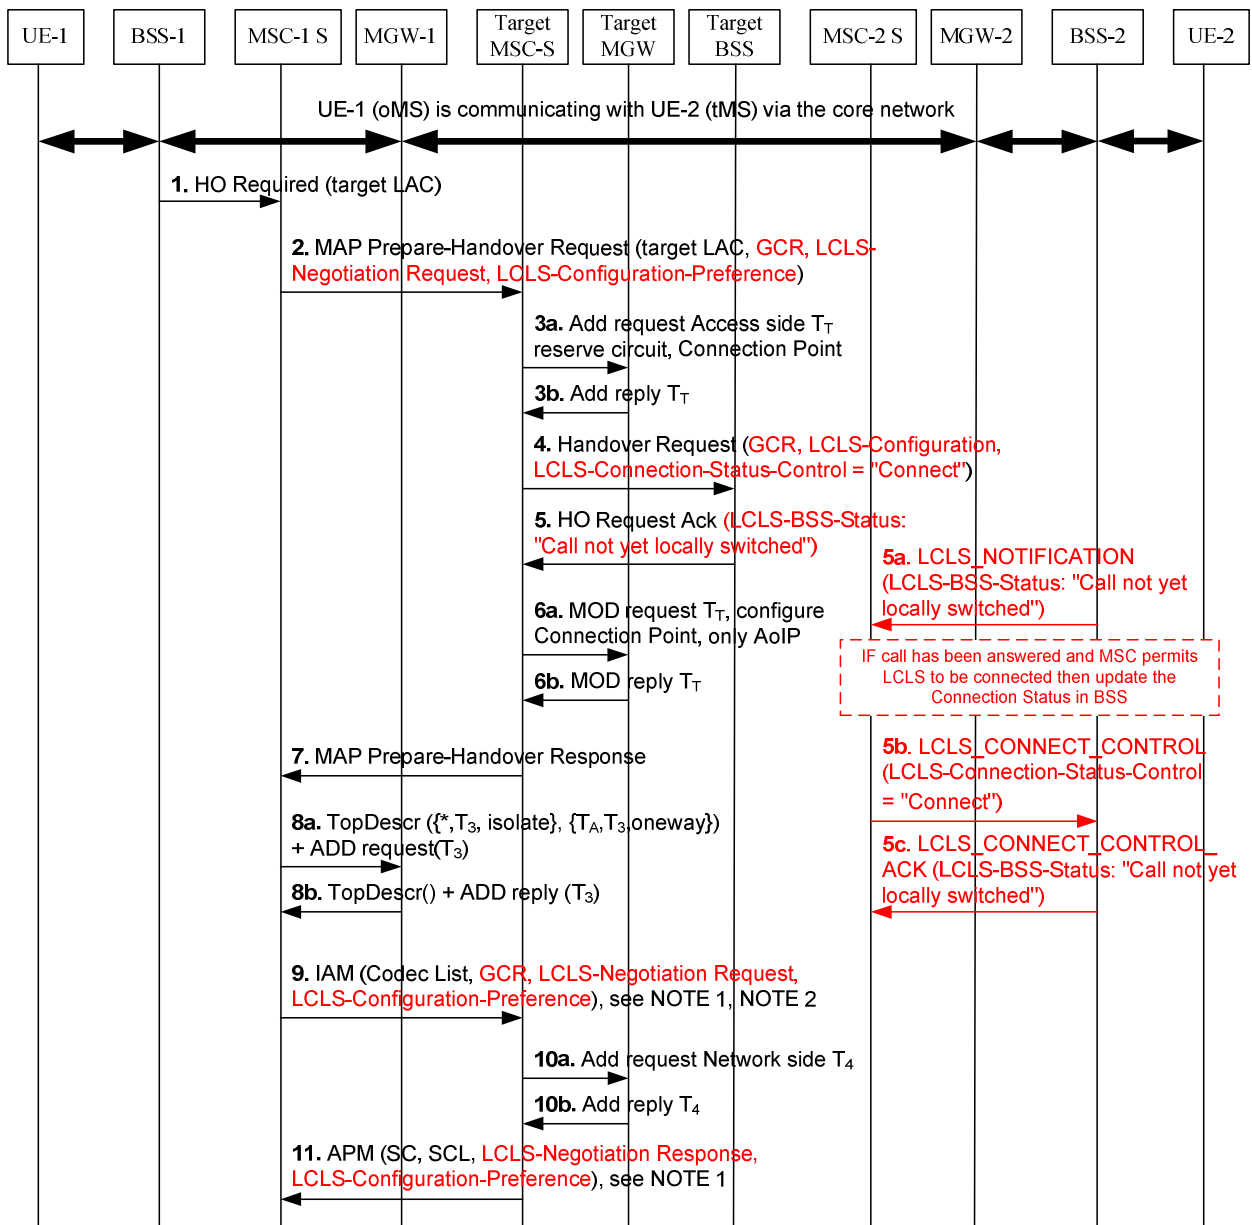 UE-1
BSS-1
MSC-1 S
MGW-1
Target
MSC-S
Target
MGW
Target
BSS
MSC-2 S
MGW-2
BSS-2
UE-2
UE-1 (oMS) is communicating with UE-2 (tMS) via the core network
1. HO Required (target LAC)
2. MAP Prepare-Handover Request (target LAC, GCR, LCLS-
Negotiation Request, LCLS-Configuration-Preference)
3a. Add request Access side TT
reserve circuit, Connection Point
3b. Add reply TT
4. Handover Request (GCR, LCLS-Configuration,
LCLS-Connection-Status-Control = "Connect")
5. HO Request Ack (LCLS-BSS-Status:
"Call not yet locally switched")
5a. LCLS_NOTIFICATION
(LCLS-BSS-Status: "Call not yet
locally switched")
6a. MOD request TT, configure
Connection Point, only AoIP
6b. MOD reply TT
IF call has been answered and MSC permits
LCLS to be connected then update the
Connection Status in BSS
7. MAP Prepare-Handover Response
5b. LCLS_CONNECT_CONTROL
(LCLS-Connection-Status-Control
= "Connect")
8a. TopDescr ({*,T3, isolate}, {TA,T3,oneway})
+ ADD request(T3)
8b. TopDescr() + ADD reply (T3)
5c. LCLS_CONNECT_CONTROL_
ACK (LCLS-BSS-Status: "Call not yet
locally switched")
9. IAM (Codec List, GCR, LCLS-Negotiation Request,
LCLS-Configuration-Preference), see NOTE 1, NOTE 2
10a. Add request Network side T4
10b. Add reply T4
11. APM (SC, SCL, LCLS-Negotiation Response,
LCLS-Configuration-Preference), see NOTE 1